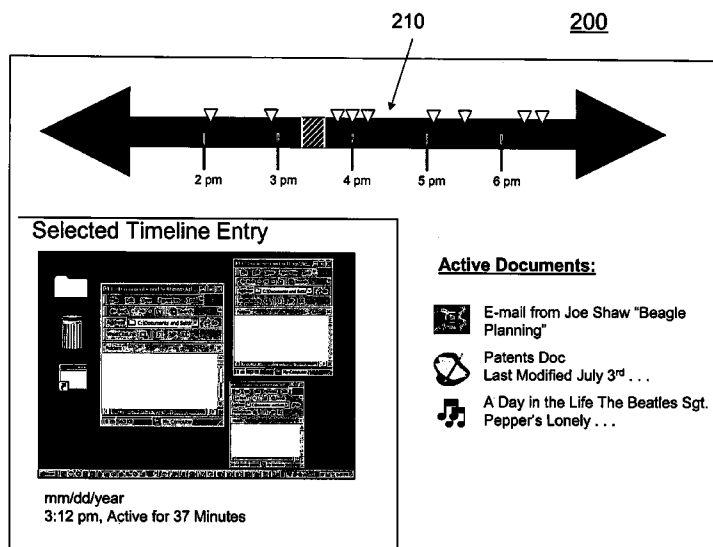 210
200
2 pm 3 pm 4 pm 5 pm 6 pm
Selected Timeline Entry
Active Documents:
E-mail from Joe Shaw "Beagle
Planning"
Patents Doc
Last Modified July 3rd . . .
A Day in the Life The Beatles Sgt.
Pepper's Lonely . . .
mm/dd/year
3:12 pm, Active for 37 Minutes